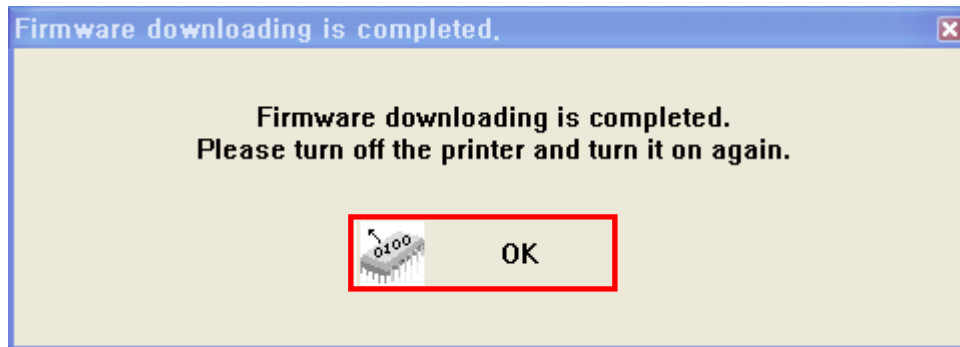 Firmware downloading is completed.
Firmware downloading is completed.
Please turn off the printer and turn it on again.
0100
OK